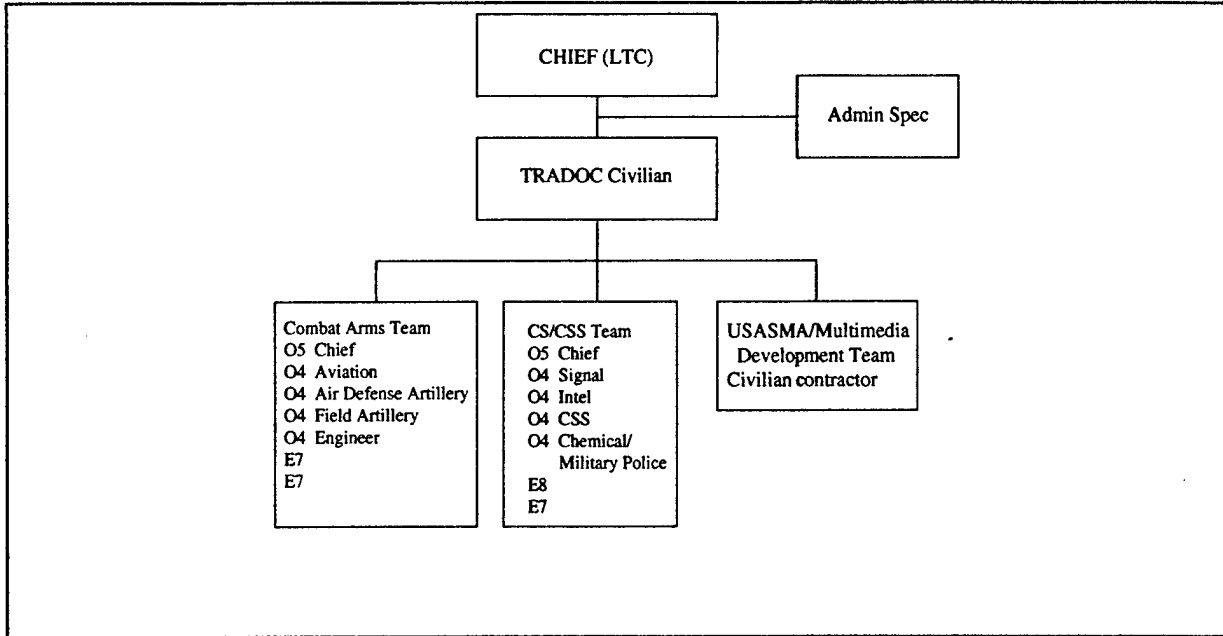 CHIEF (LTC)
Admin Spec
TRADOC Civilian
Combat Arms Team
O5 Chief
O4 Aviation
O4 Air Defense Artillery
O4 Field Artillery
O4 Engineer
E7
E7
CS/CSS Team
O5 Chief
O4 Signal
O4 Intel
O4 CSS
O4 Chemical/
Military Police
E8
E7
USASMA/Multimedia
Development Team
Civilian contractor